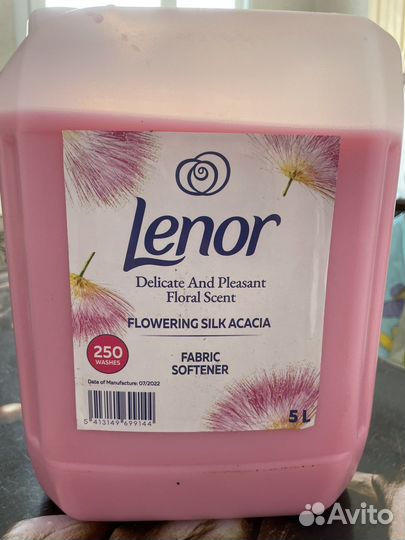 Lenor
Delicate And Pleasant
Floral Scent
FLOWERING SILK ACACIA
250
WASHES
FABRIC
SOFTENER
Date of Manufacture: 07/2022
5 413149 699144
5 L
Avito